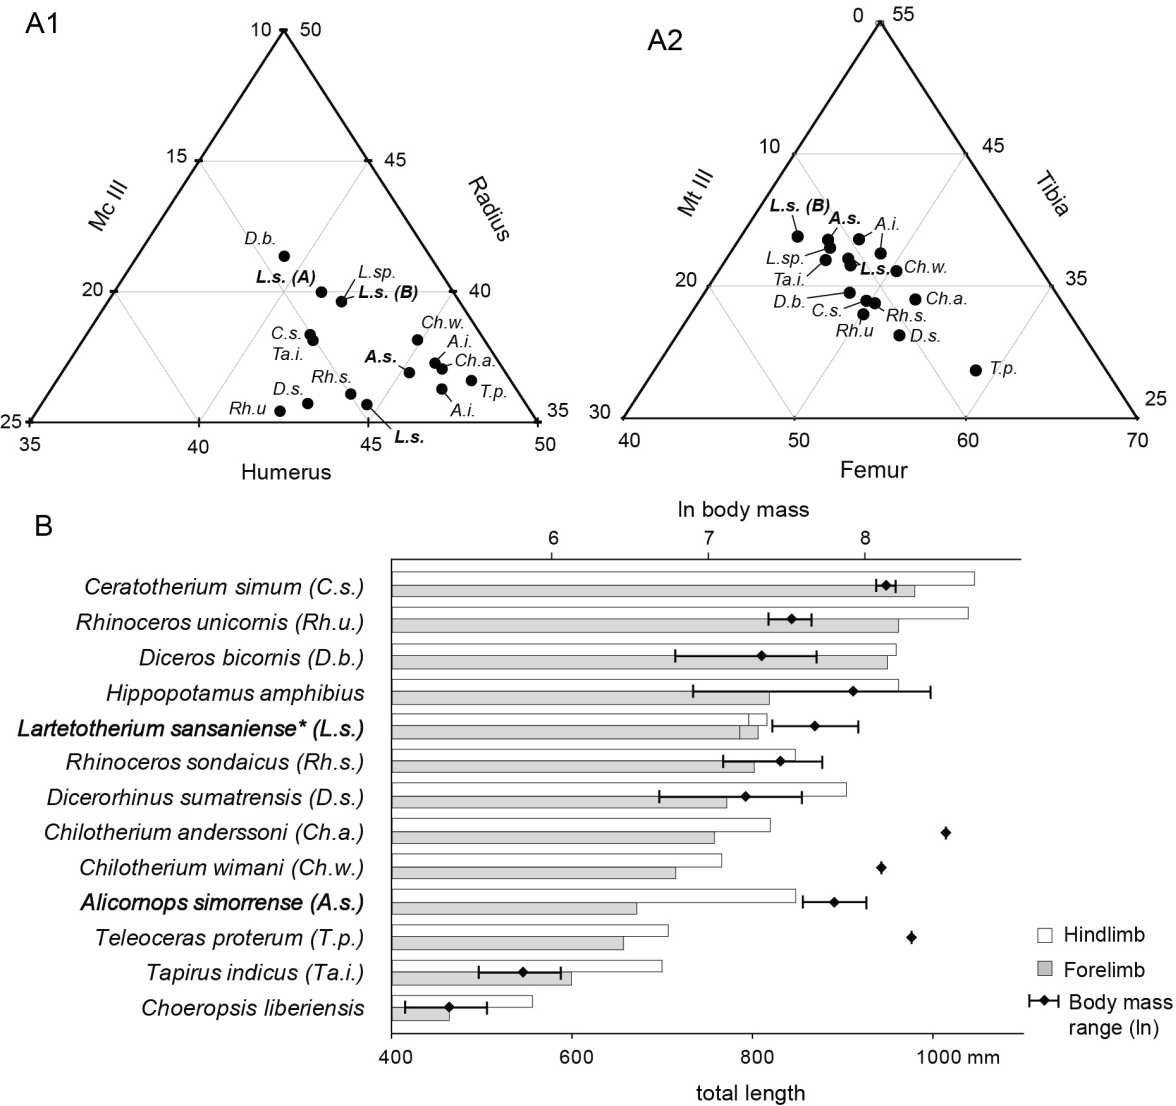 A1
10 50
15 45
Mc III
Radius
D.b.
L.s. (A)
L.sp.
L.s. (B)
20 40
C.s.
Ta.i.
Ch.w.
A.i.
A.s.
Ch.a.
Rh.s.
T.p.
D.s.
Rh.u
A.i.
L.s.
25 35
35 40 45 50
Humerus
A2
0 55
10 45
Mt III
Tibia
L.s. (B)
A.s.
A.i.
L.sp.
Ta.i.
L.s.
Ch.w.
20 35
D.b.
C.s.
Ch.a.
Rh.s.
Rh.u
D.s.
T.p.
30 25
40 50 60 70
Femur
B
ln body mass
6 7 8
Ceratotherium simum (C.s.)
Rhinoceros unicornis (Rh.u.)
Diceros bicornis (D.b.)
Hippopotamus amphibius
Lartetotherium sansaniense* (L.s.)
Rhinoceros sondaicus (Rh.s.)
Dicerorhinus sumatrensis (D.s.)
Chilotherium anderssoni (Ch.a.)
Chilotherium wimani (Ch.w.)
Alicornops simorrense (A.s.)
Teleoceras proterum (T.p.)
Tapirus indicus (Ta.i.)
Choeropsis liberiensis
Hindlimb
Forelimb
Body mass
range (ln)
400 600 800 1000 mm
total length